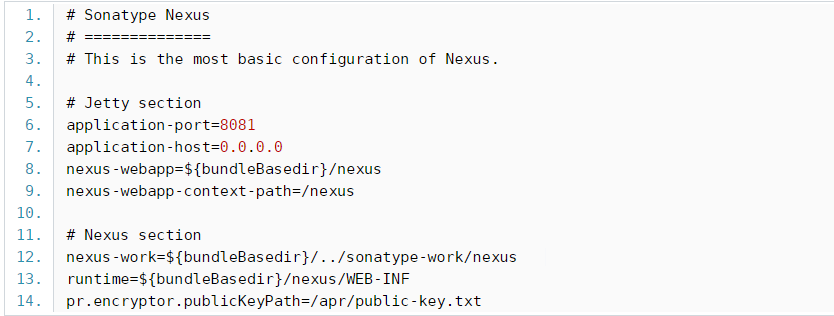 1. # Sonatype Nexus
2. # ==============
3. # This is the most basic configuration of Nexus.
4.
5. # Jetty section
6. application-port=8081
7. application-host=0.0.0.0
8. nexus-webapp=${bundleBasedir}/nexus
9. nexus-webapp-context-path=/nexus
10.
11. # Nexus section
12. nexus-work=${bundleBasedir}/../sonatype-work/nexus
13. runtime=${bundleBasedir}/nexus/WEB-INF
14. pr.encryptor.publicKeyPath=/apr/public-key.txt